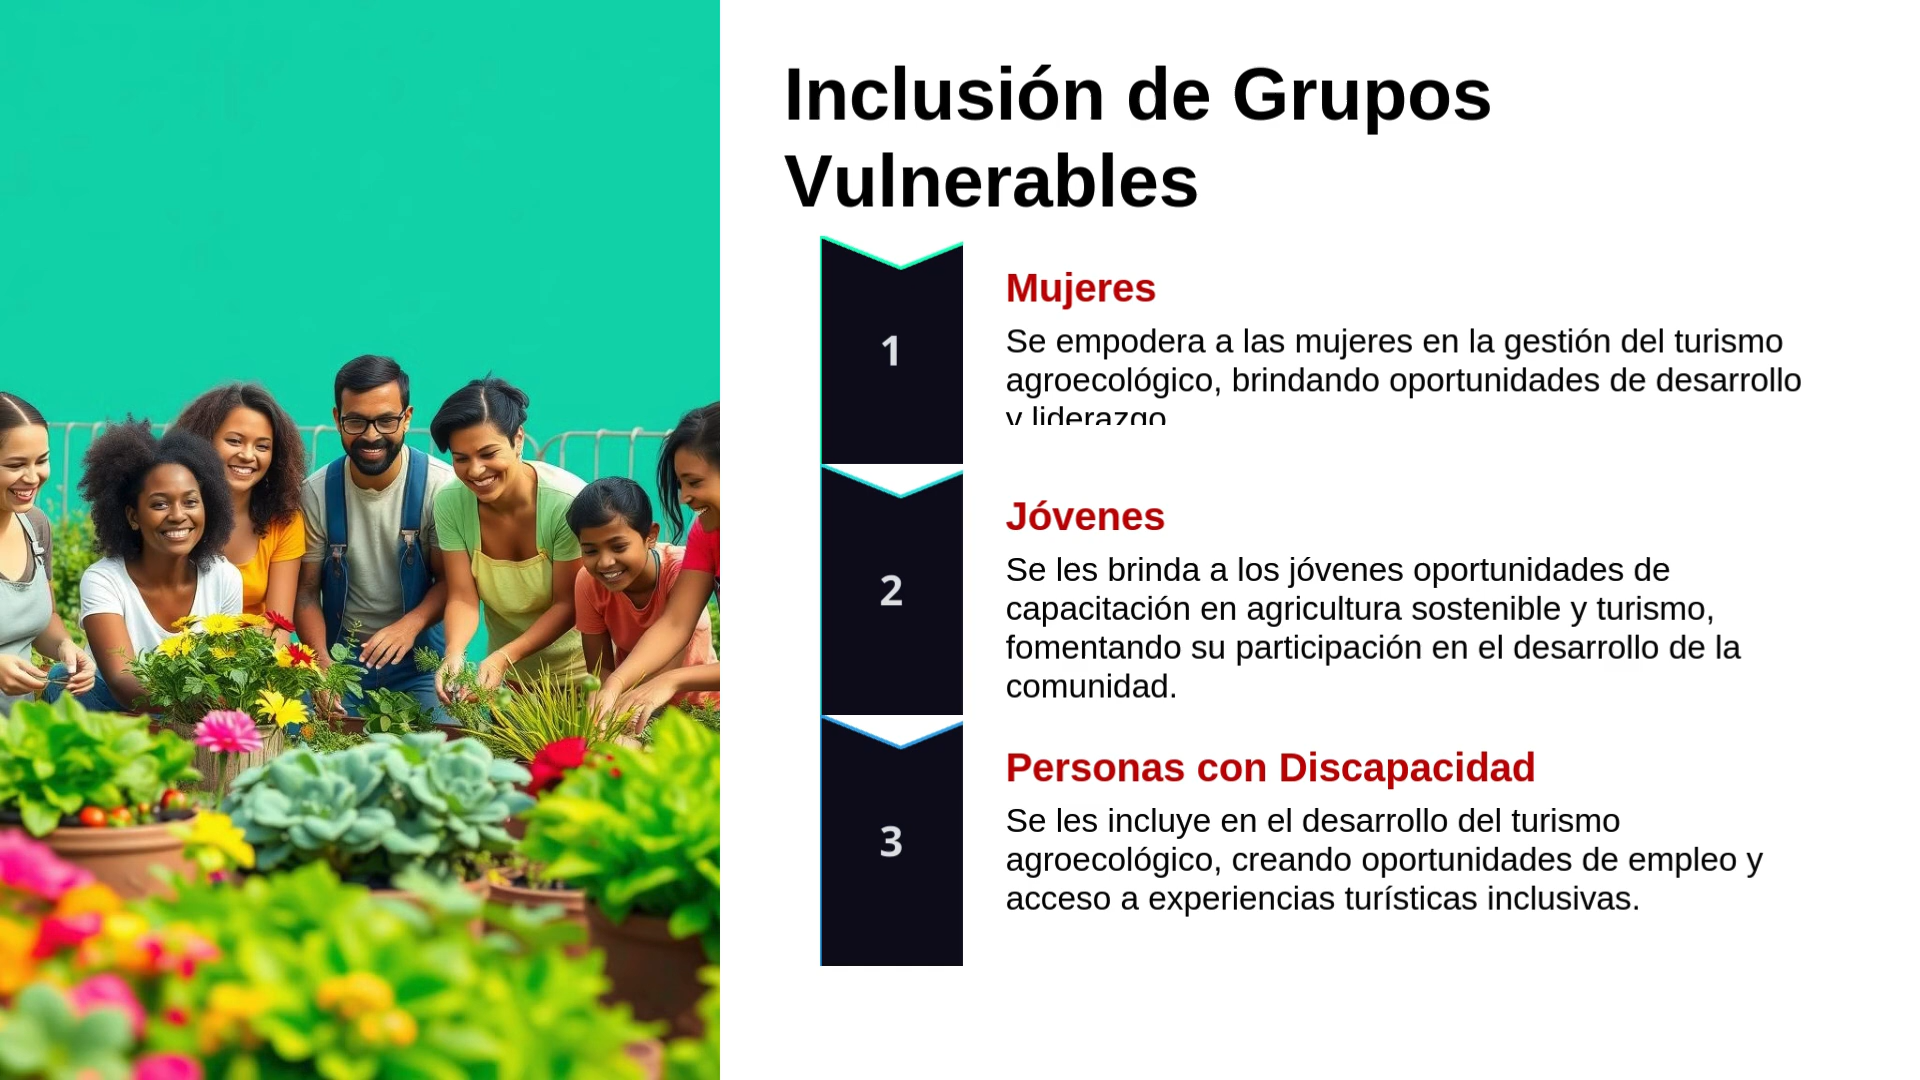 Inclusión de Grupos
Vulnerables
1
Mujeres
Se empodera a las mujeres en la gestión del turismo
agroecológico, brindando oportunidades de desarrollo
y liderazgo
2
Jóvenes
Se les brinda a los jóvenes oportunidades de
capacitación en agricultura sostenible y turismo,
fomentando su participación en el desarrollo de la
comunidad.
3
Personas con Discapacidad
Se les incluye en el desarrollo del turismo
agroecológico, creando oportunidades de empleo y
acceso a experiencias turísticas inclusivas.